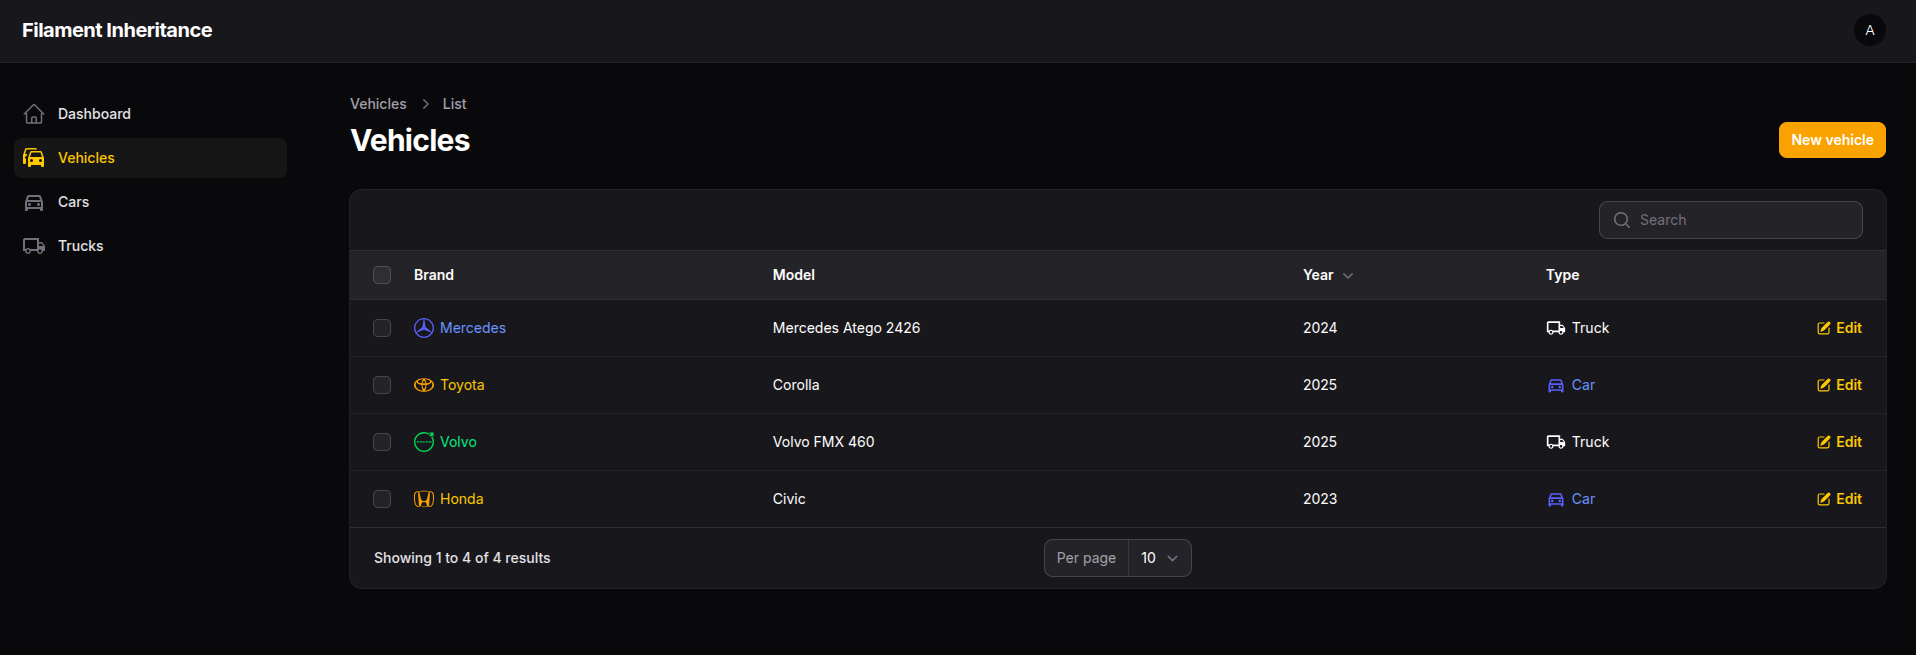 Filament Inheritance
A
Dashboard
Vehicles
Cars
Trucks
Vehicles > List
Vehicles
New vehicle
Search
Brand Model Year Type
Mercedes Mercedes Atego 2426 2024 Truck Edit
Toyota Corolla 2025 Car Edit
Volvo Volvo FMX 460 2025 Truck Edit
Honda Civic 2023 Car Edit
Showing 1 to 4 of 4 results
Per page 10